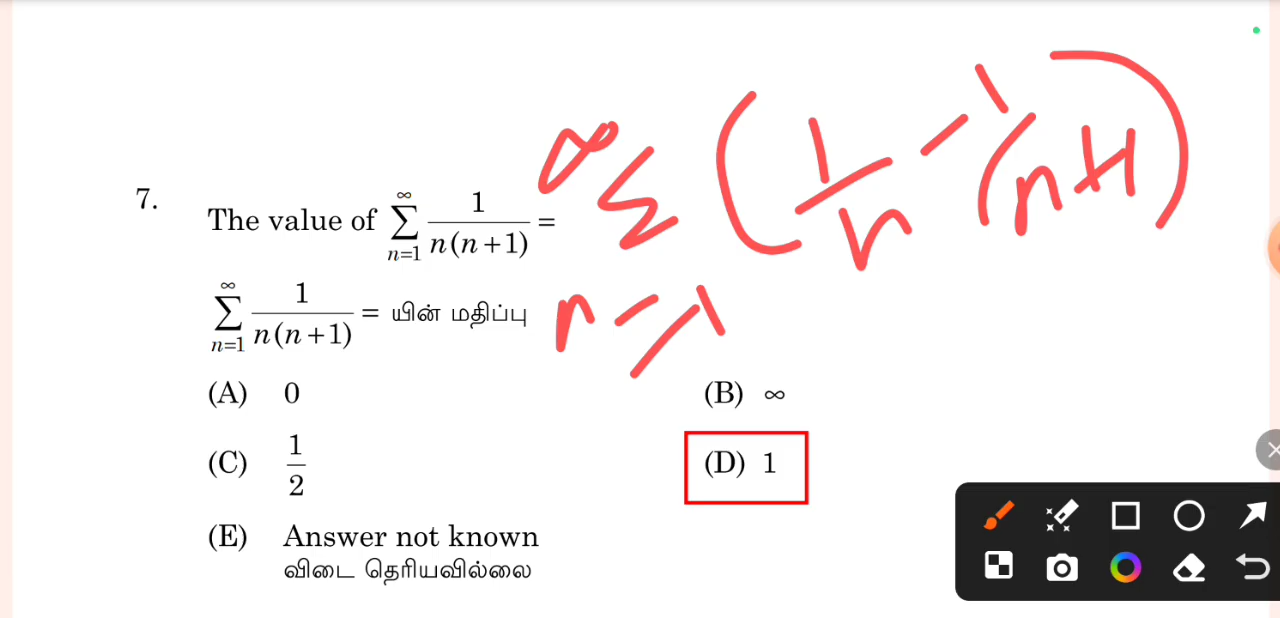 7.
The value of ∞ ∑ n=1 1/n(n+1) =
∞ ∑ n=1 1/n(n+1) = யின் மதிப்பு
∞ ∑ n=1 (1/n - 1/(n+1)
(A) 0
(B) ∞
(C) 1/2
(D) 1
(E) Answer not known
விடை தெரியவில்லை